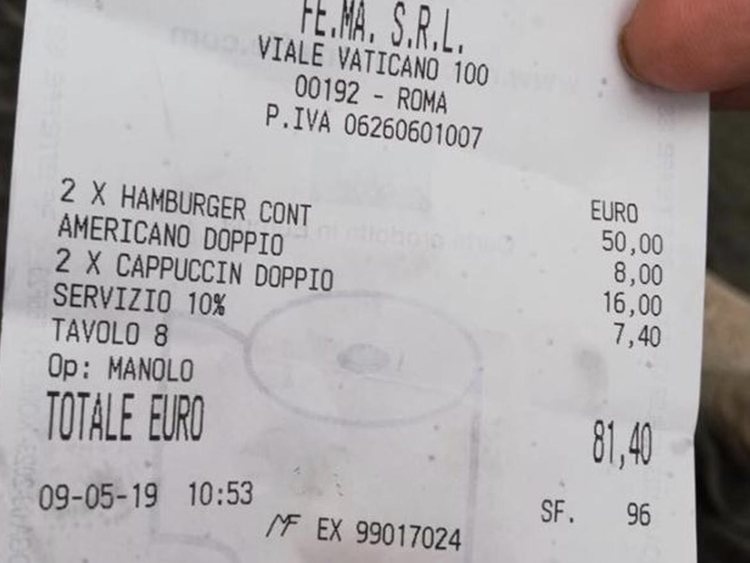 FE.MA. S.R.L.
VIALE VATICANO 100
00192 - ROMA
P.IVA 06260601007
EURO
2 X HAMBURGER CONT 50,00
AMERICANO DOPPIO 8,00
2 X CAPPUCCIN DOPPIO 16,00
SERVIZIO 10% 7,40
TAVOLO 8
Op: MANOLO
TOTALE EURO 81,40
09-05-19 10:53 SF. 96
MF EX 99017024